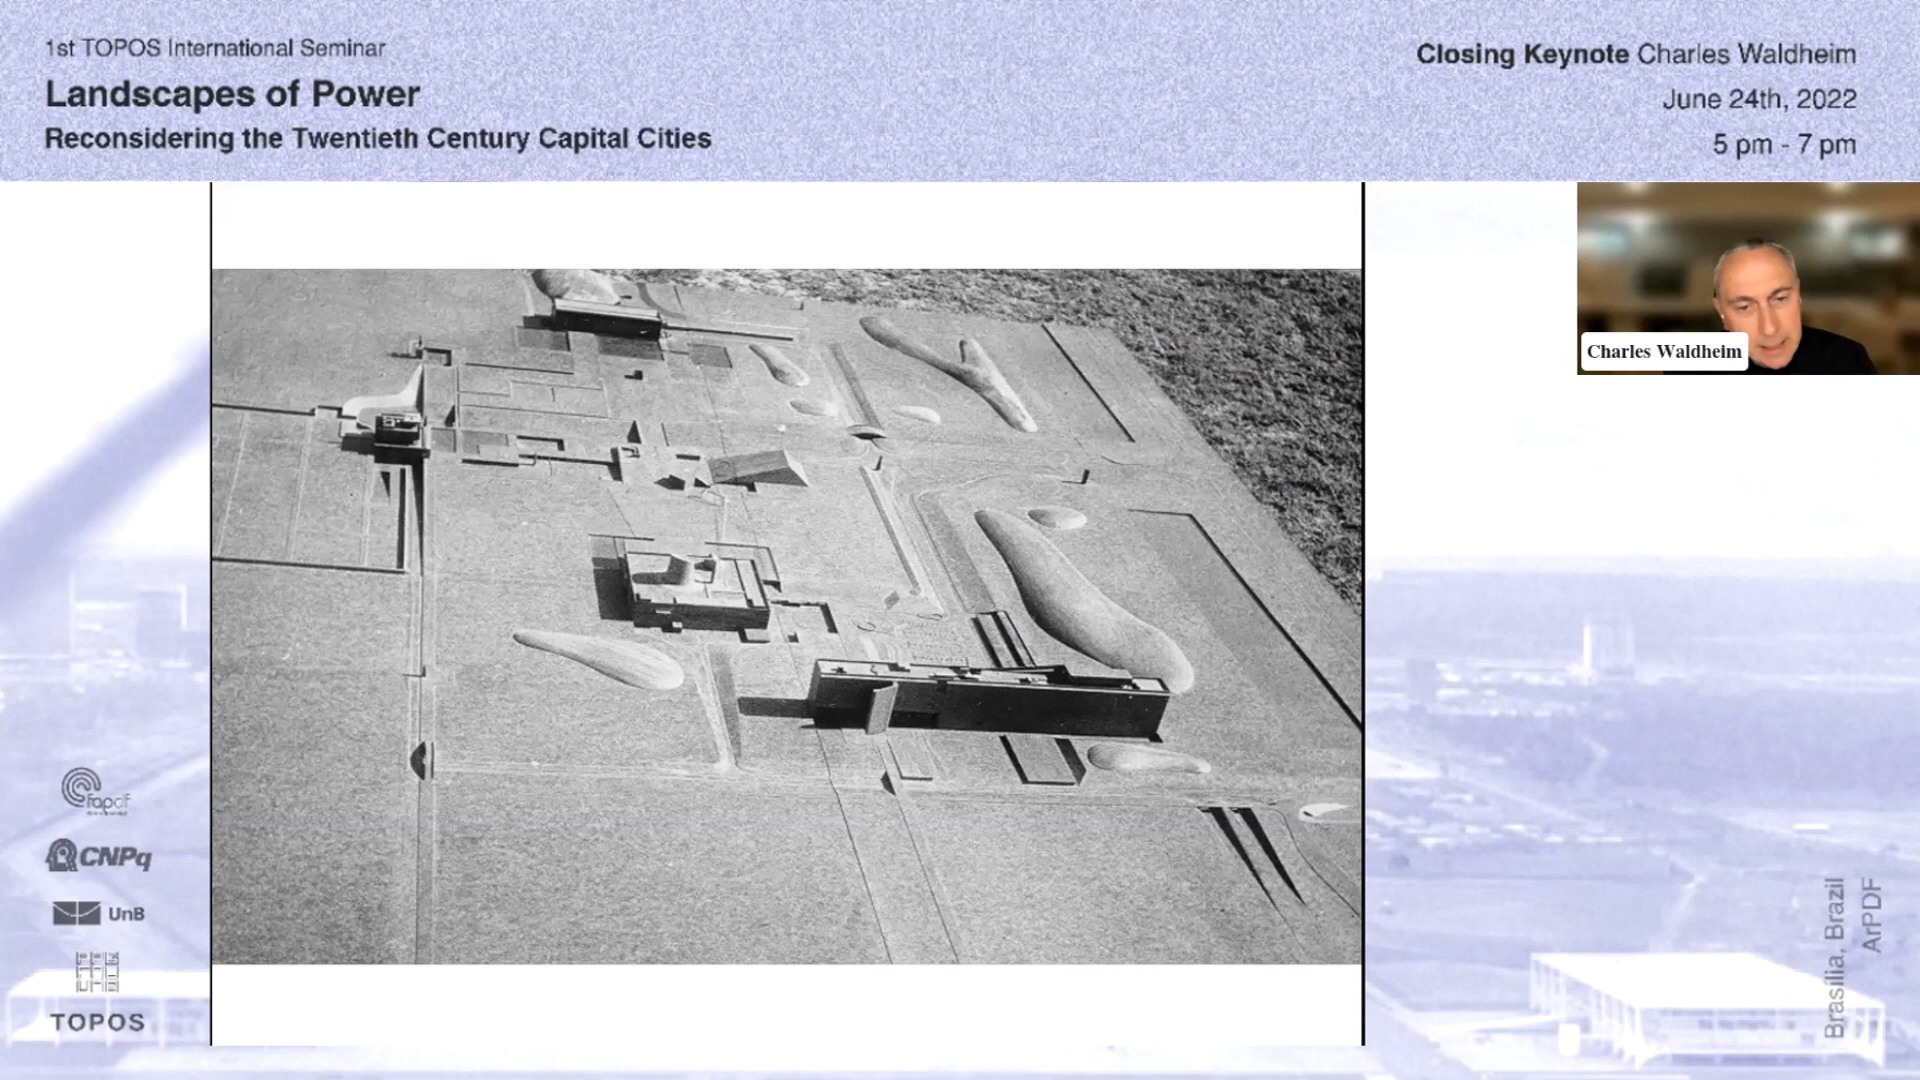 1st TOPOS International Seminar
Landscapes of Power
Reconsidering the Twentieth Century Capital Cities
Closing Keynote Charles Waldheim
June 24th, 2022
5 pm - 7 pm
Charles Waldheim
fapdf
CNPq
UnB
TOPOS
Brasília, Brazil
ArPDF